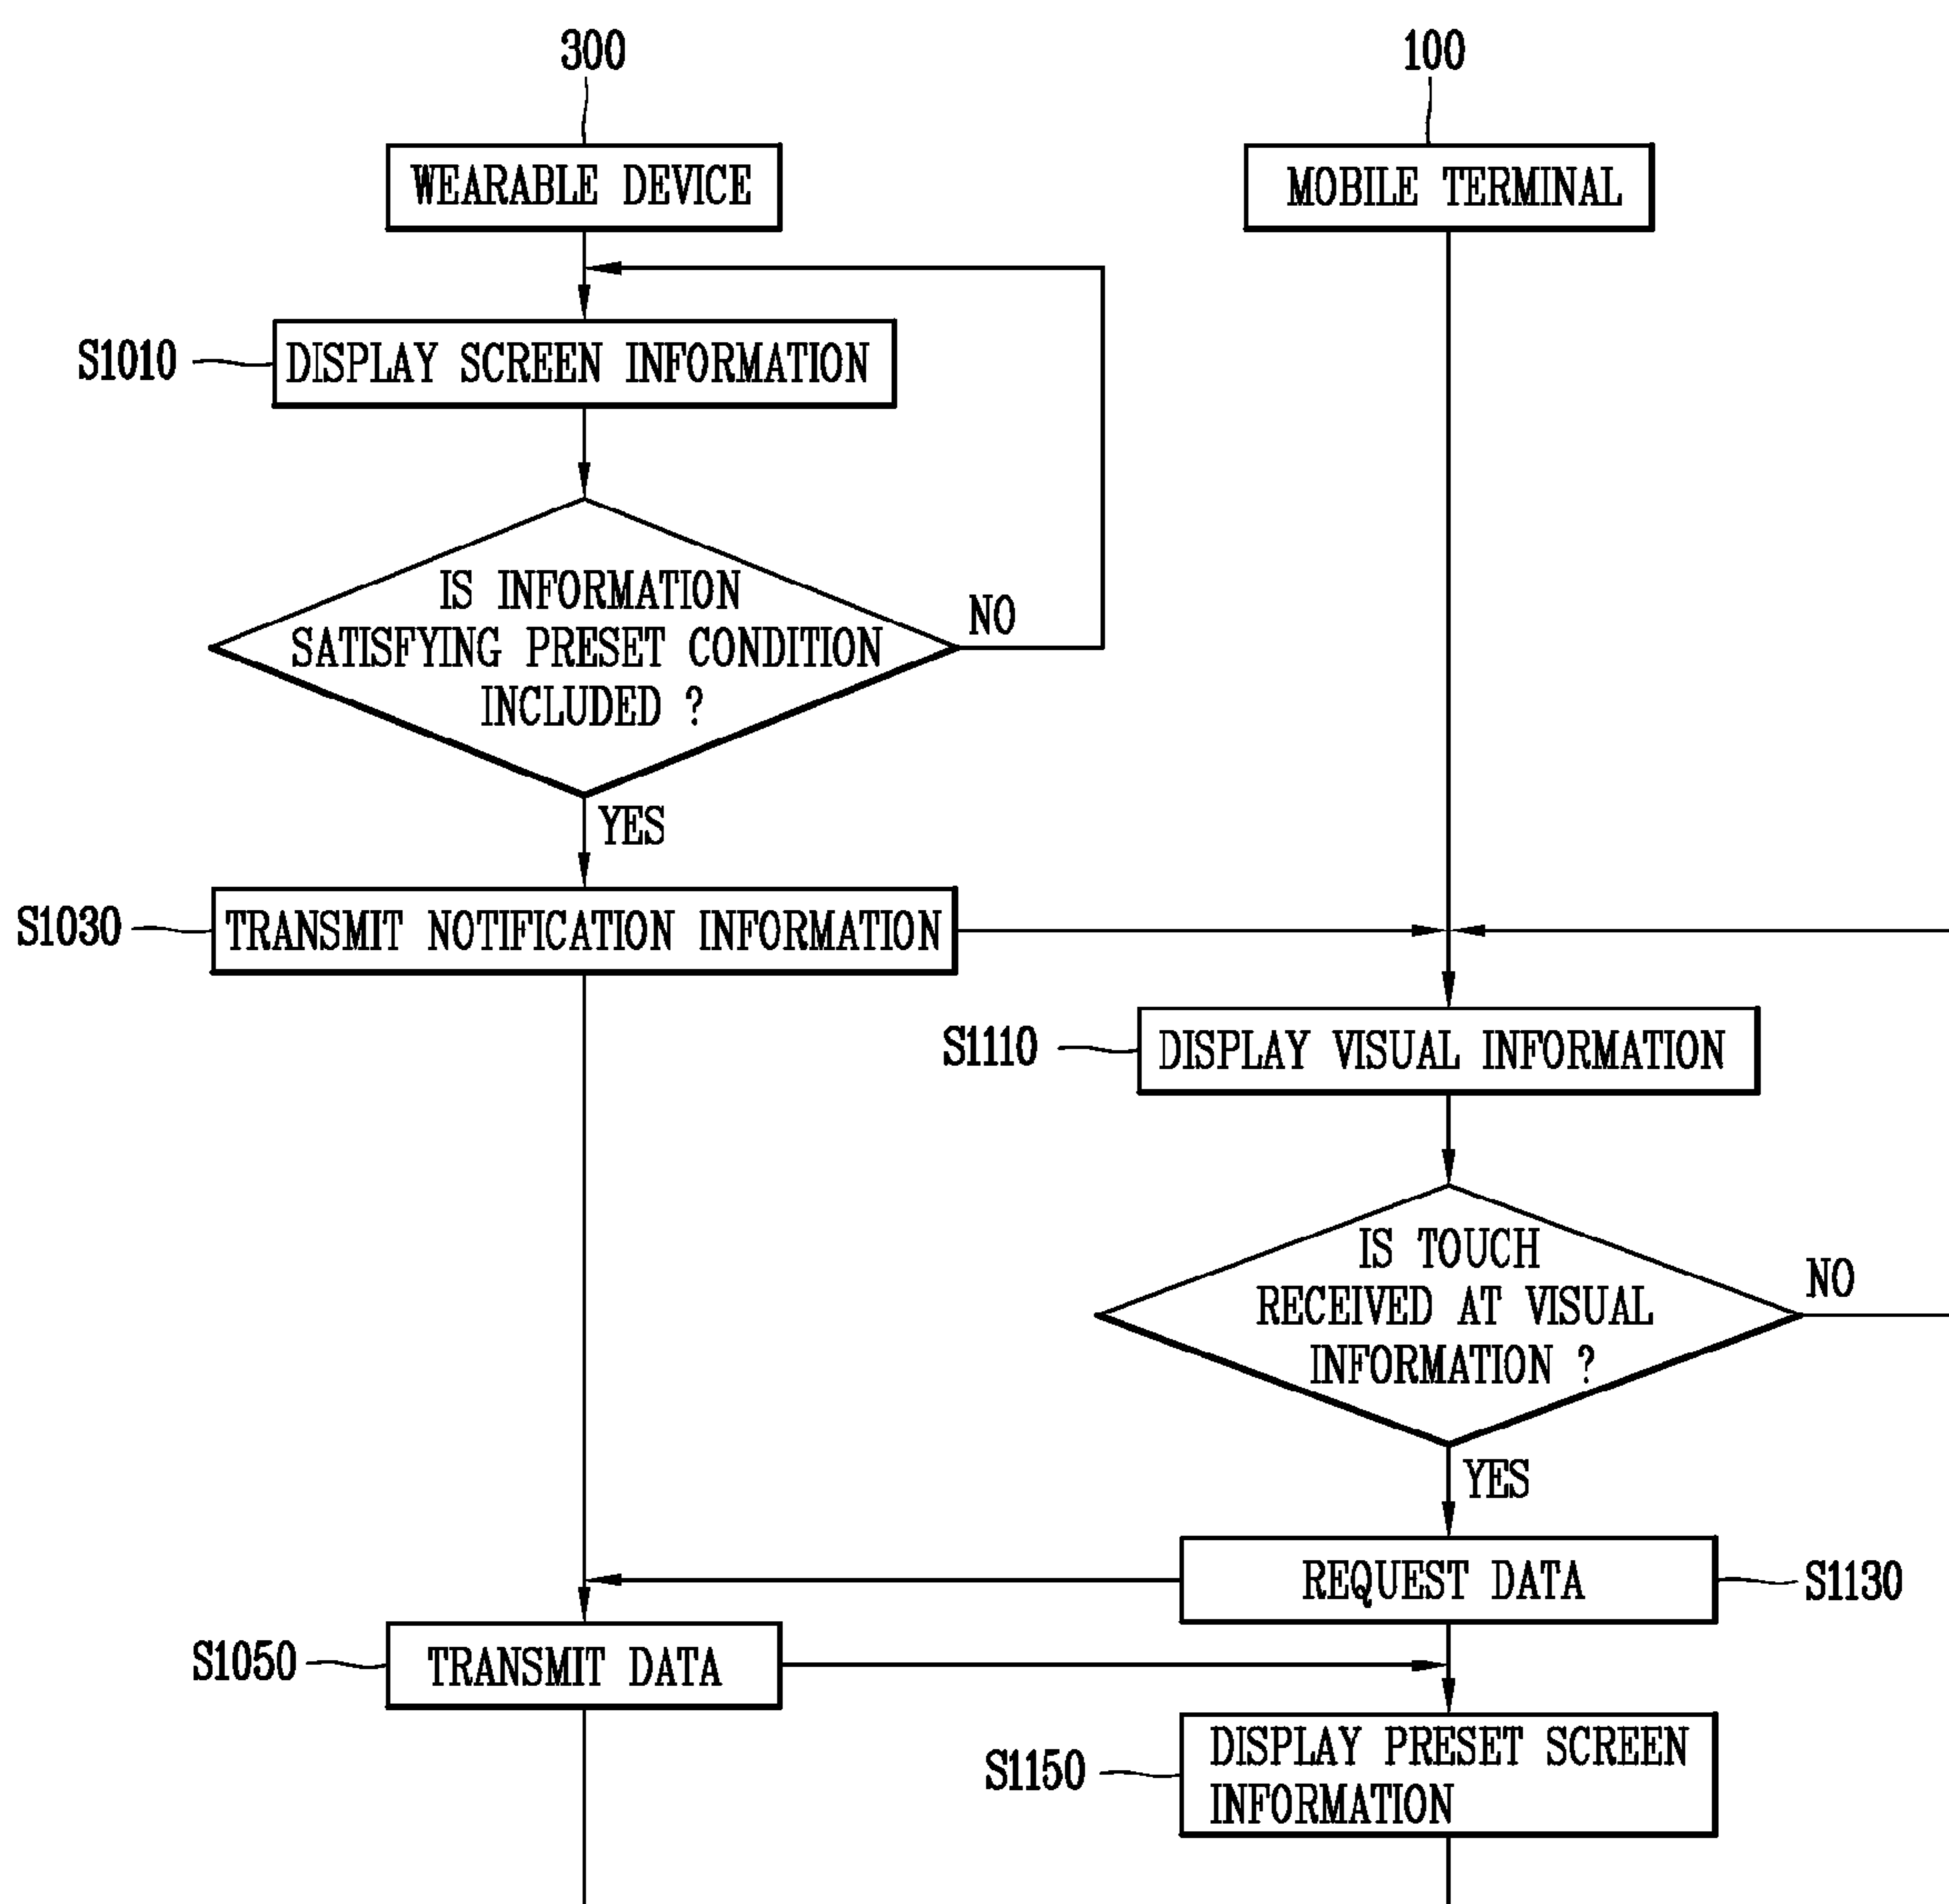 300
100
WEARABLE DEVICE
MOBILE TERMINAL
S1010
DISPLAY SCREEN INFORMATION
IS INFORMATION
SATISFYING PRESET CONDITION
INCLUDED ?
NO
YES
S1030
TRANSMIT NOTIFICATION INFORMATION
S1110
DISPLAY VISUAL INFORMATION
IS TOUCH
RECEIVED AT VISUAL
INFORMATION ?
NO
YES
REQUEST DATA
S1130
S1050
TRANSMIT DATA
S1150
DISPLAY PRESET SCREEN
INFORMATION